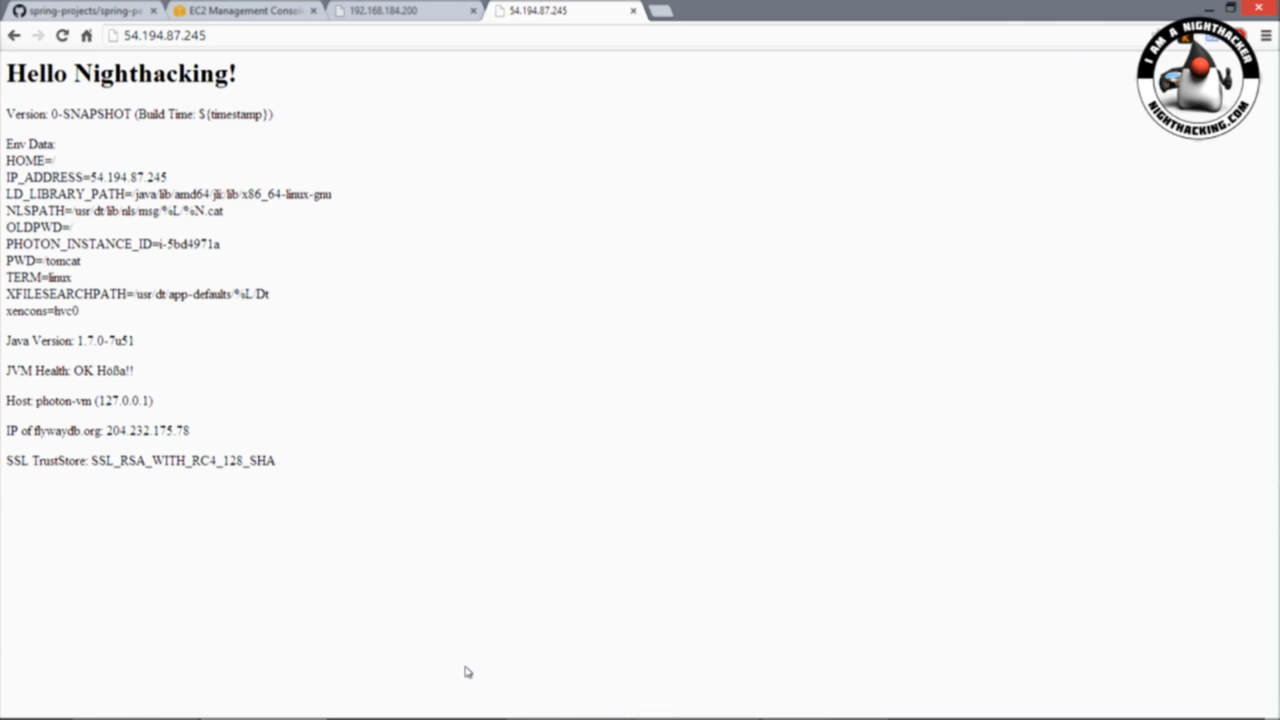 spring-projects/spring-pe
EC2 Management Consol
192.168.184.200
54.194.87.245
54.194.87.245
I AM A NIGHTHACKER
NIGHTHACKING.COM
Hello Nighthacking!
Version: 0-SNAPSHOT (Build Time: ${timestamp})
Env Data:
HOME=/
IP_ADDRESS=54.194.87.245
LD_LIBRARY_PATH=/java/lib/amd64/jli:/lib/x86_64-linux-gnu
NLSPATH=/usr/dt/lib/nls/msg/%L/%N.cat
OLDPWD=/
PHOTON_INSTANCE_ID=i-5bd4971a
PWD=/tomcat
TERM=linux
XFILESEARCHPATH=/usr/dt/app-defaults/%L/Dt
xencons=hvc0
Java Version: 1.7.0-7u51
JVM Health: OK Hößa!!
Host: photon-vm (127.0.0.1)
IP of flywaydb.org: 204.232.175.78
SSL TrustStore: SSL_RSA_WITH_RC4_128_SHA